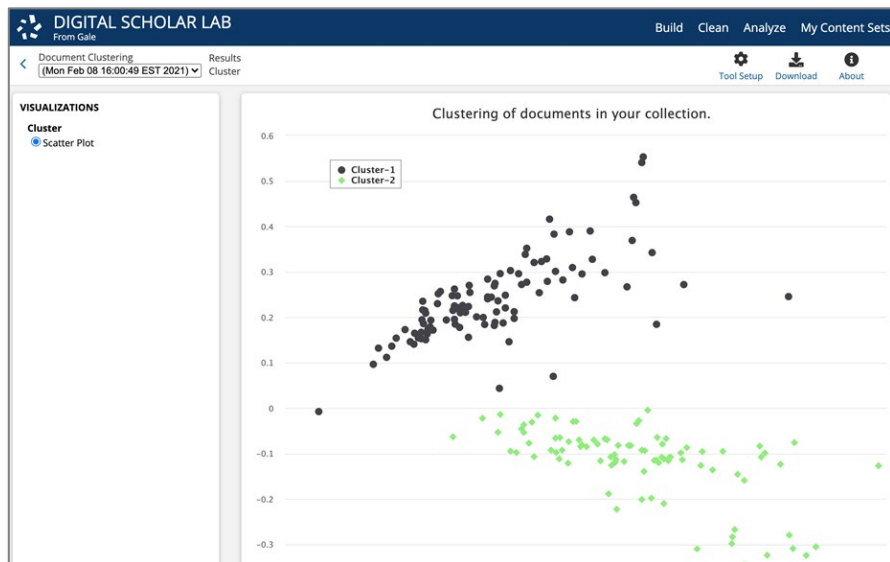 DIGITAL SCHOLAR LAB
From Gale
Build Clean Analyze My Content Sets
Document Clustering
(Mon Feb 08 16:00:49 EST 2021)
Results
Cluster
Tool Setup Download About
VISUALIZATIONS
Cluster
Scatter Plot
Clustering of documents in your collection.
0.6
Cluster-1
Cluster-2
0.5
0.4
0.3
0.2
0.1
0
-0.1
-0.2
-0.3